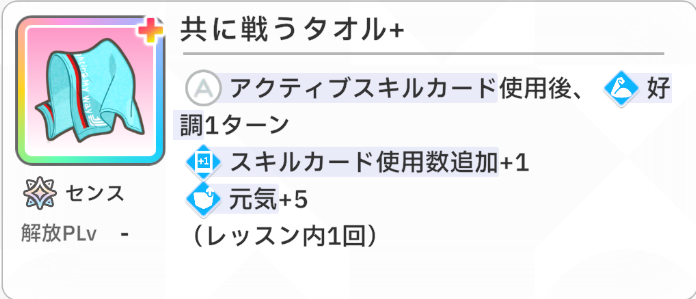 共に戦うタオル+
A アクティブスキルカード使用後、好
調1ターン
+1 スキルカード使用数追加+1
元気+5
(レッスン内1回)
センス
解放PLv -